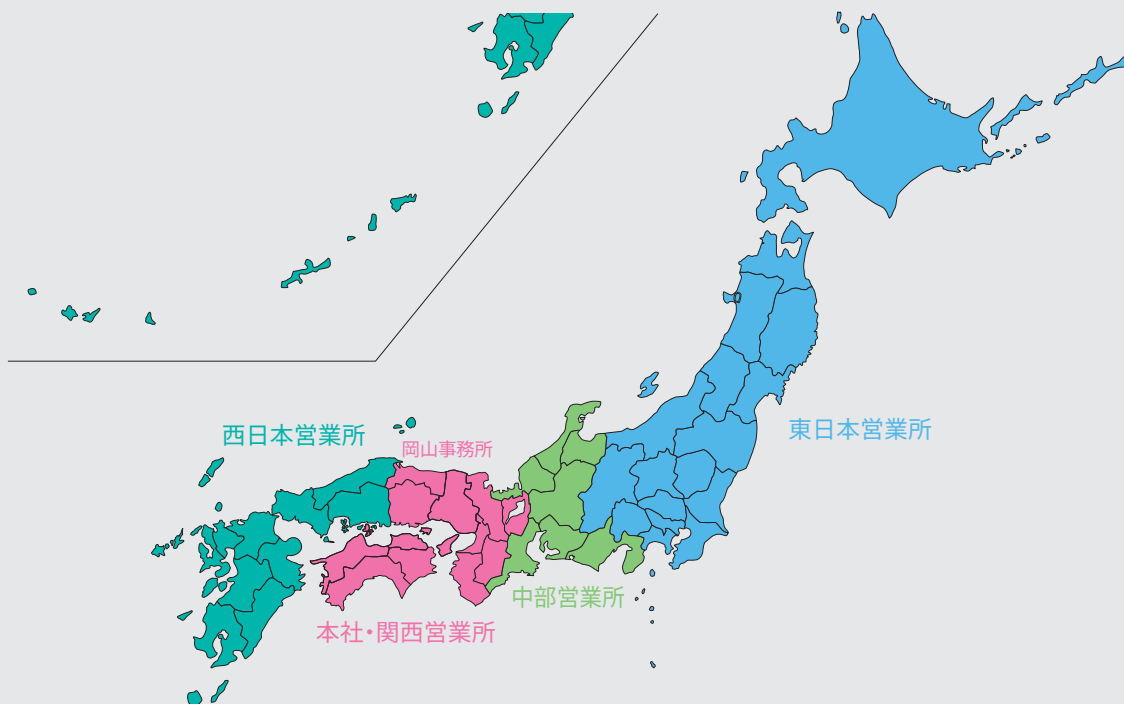 東日本営業所
西日本営業所
岡山事務所
中部営業所
本社・関西営業所